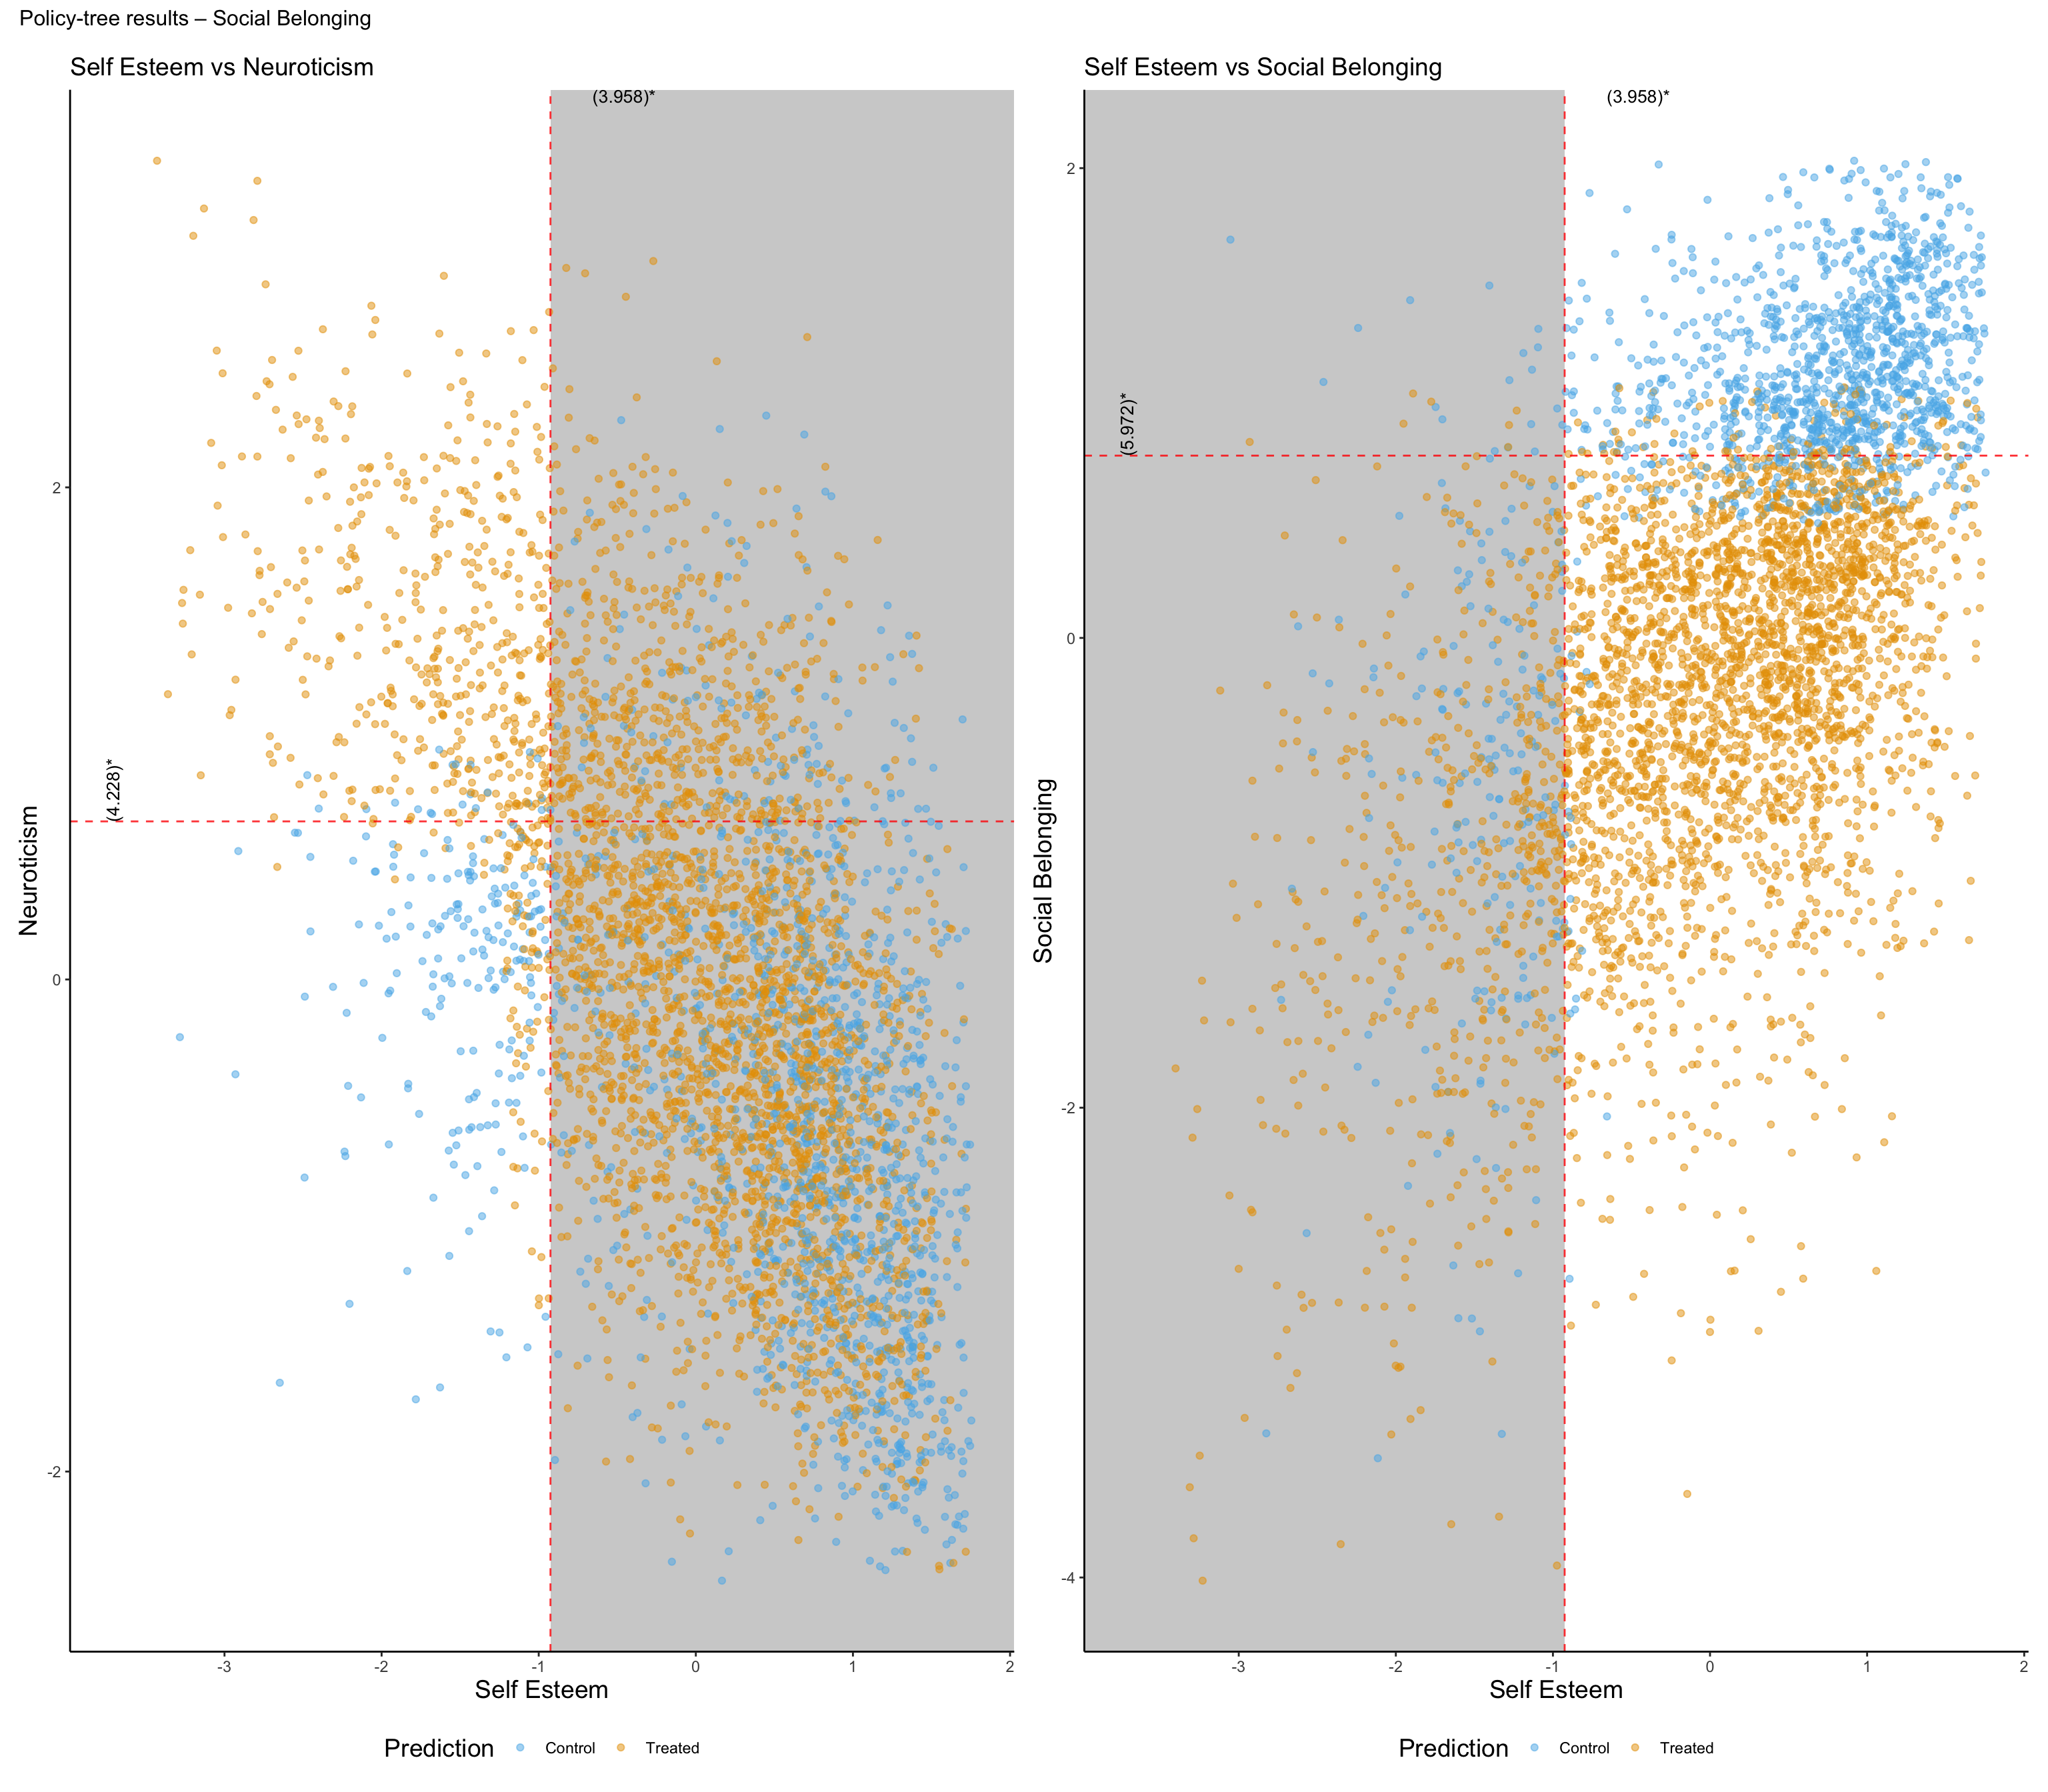 Policy-tree results – Social Belonging
Self Esteem vs Neuroticism
(3.958)*
(4.228)*
Neuroticism
2
0
-2
-3
-2
-1
0
1
2
Self Esteem
Prediction
Control
Treated
Self Esteem vs Social Belonging
(3.958)*
(5.972)*
Social Belonging
2
0
-2
-4
-3
-2
-1
0
1
2
Self Esteem
Prediction
Control
Treated